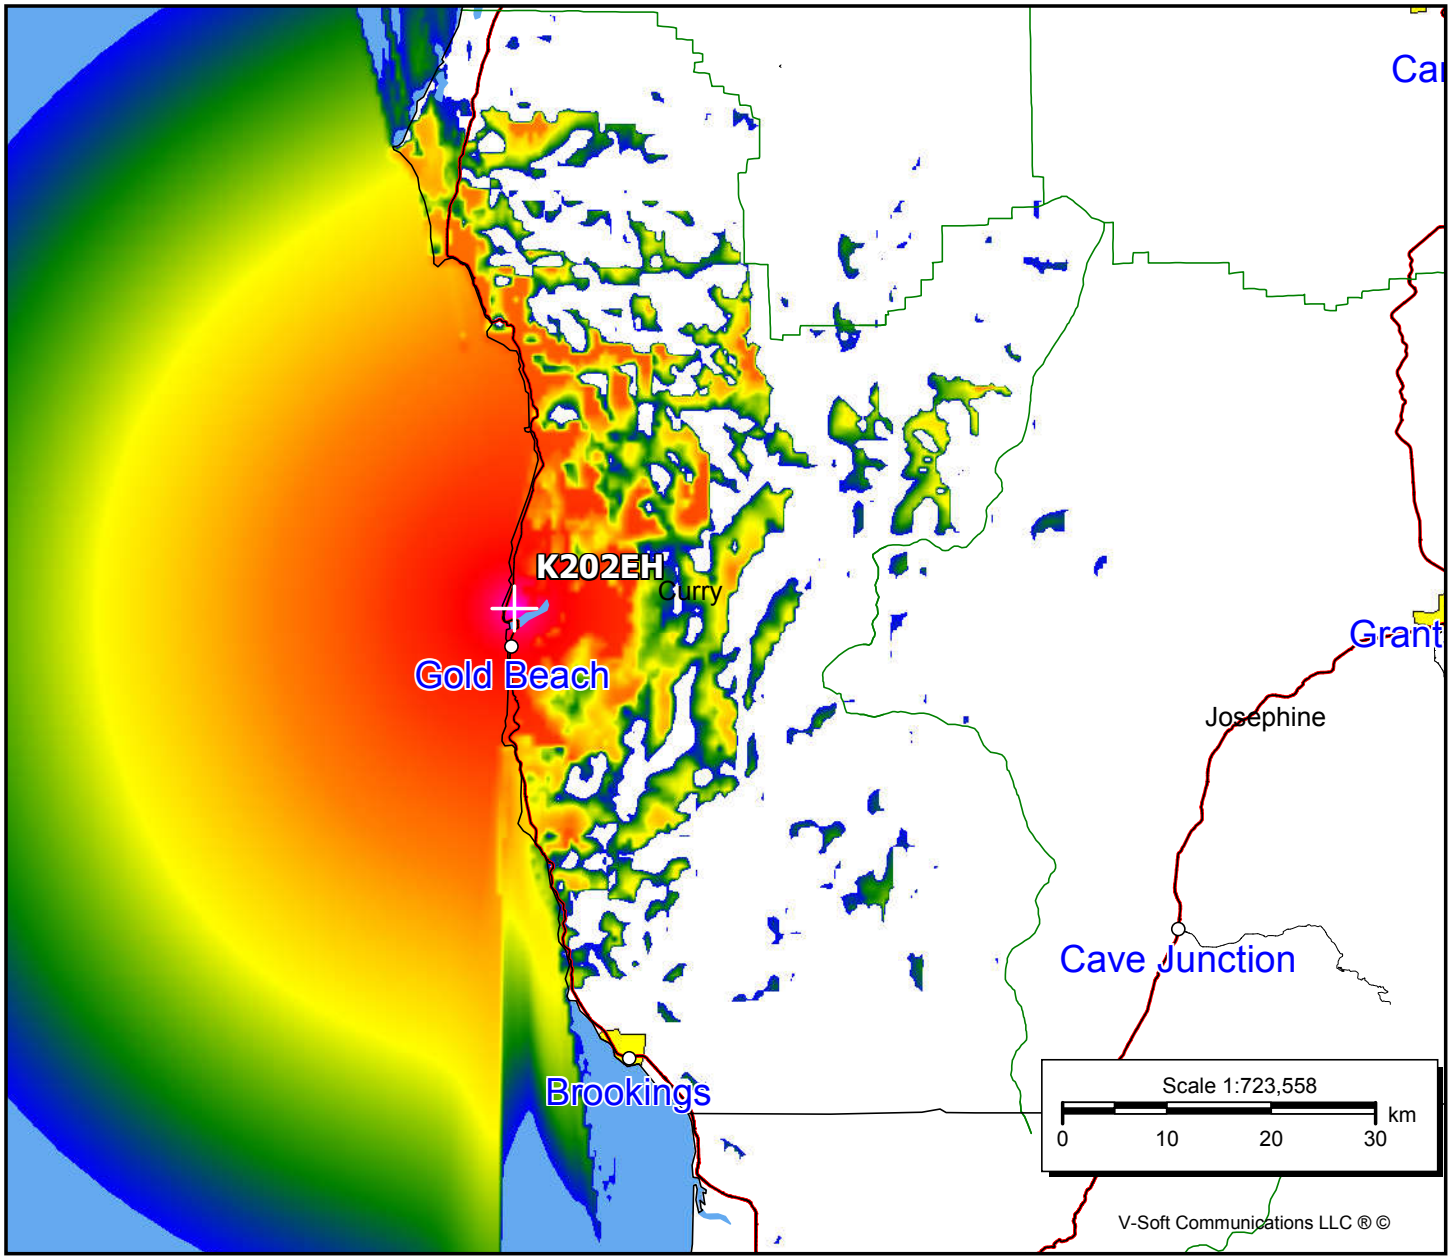 Car
K202EH
Curry
Grant
Gold Beach
Josephine
Cave Junction
Brookings
Scale 1:723,558
km
0 10 20 30
V-Soft Communications LLC ® ©